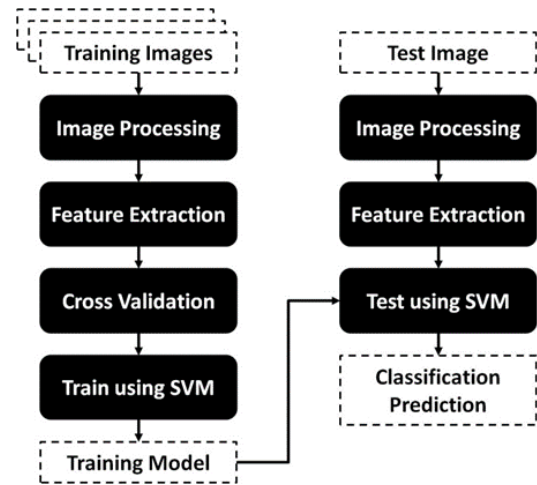 Training Images
Image Processing
Feature Extraction
Cross Validation
Train using SVM
Training Model
Test Image
Image Processing
Feature Extraction
Test using SVM
Classification
Prediction